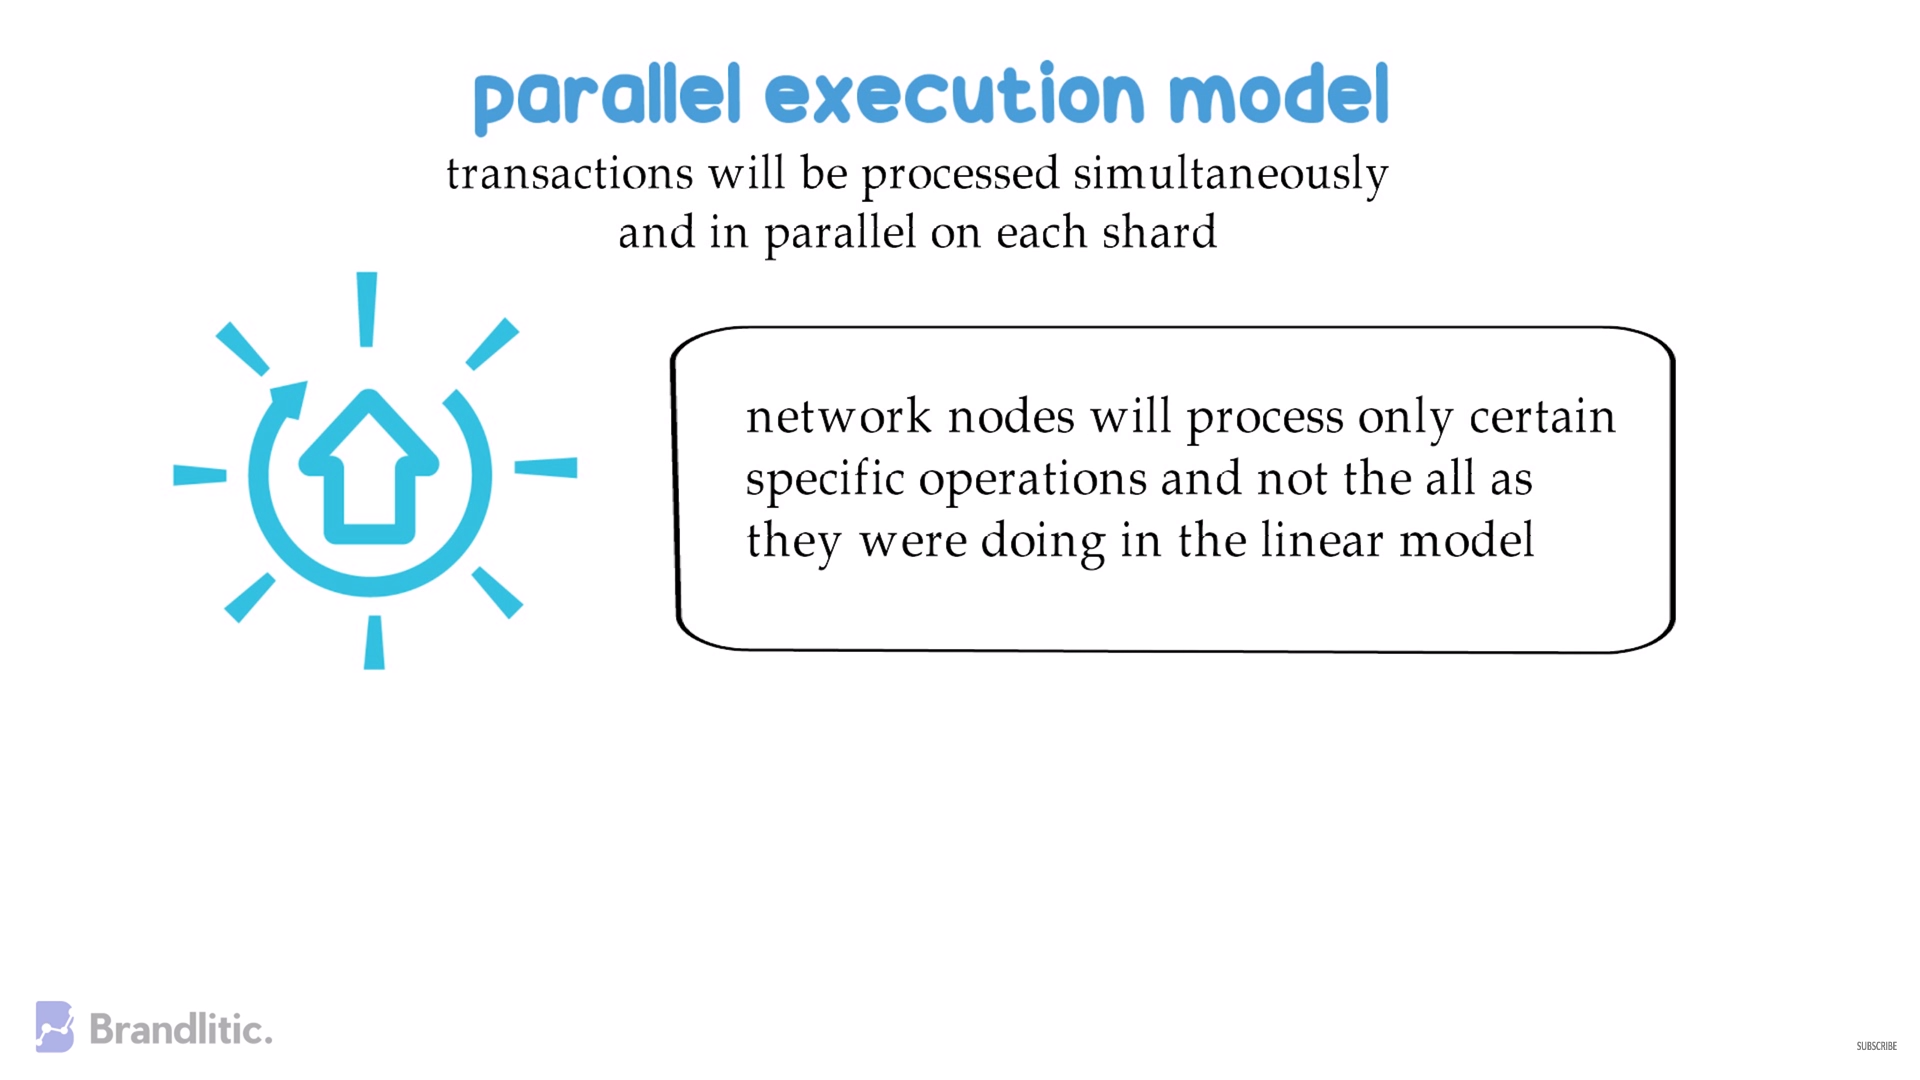 parallel execution model
transactions will be processed simultaneously
and in parallel on each shard
network nodes will process only certain
specific operations and not the all as
they were doing in the linear model
Brandlitic.
SUBSCRIBE